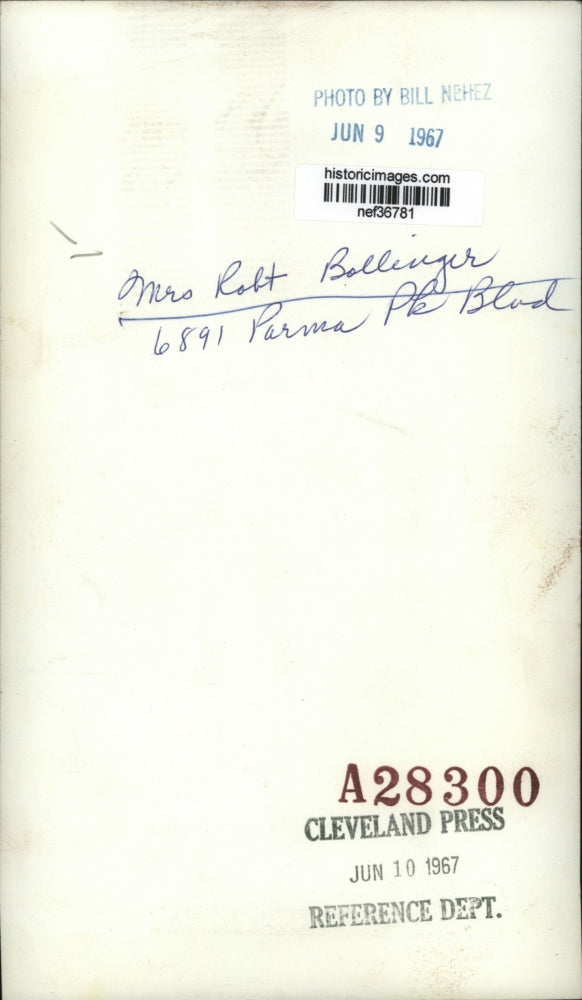 PHOTO BY BILL NEHEZ
JUN 9 1967
historicimages.com
nef36781
Mrs Robt Bollinger
6891 Parma Pk Blvd
A28300
CLEVELAND PRESS
JUN 10 1967
REFERENCE DEPT.